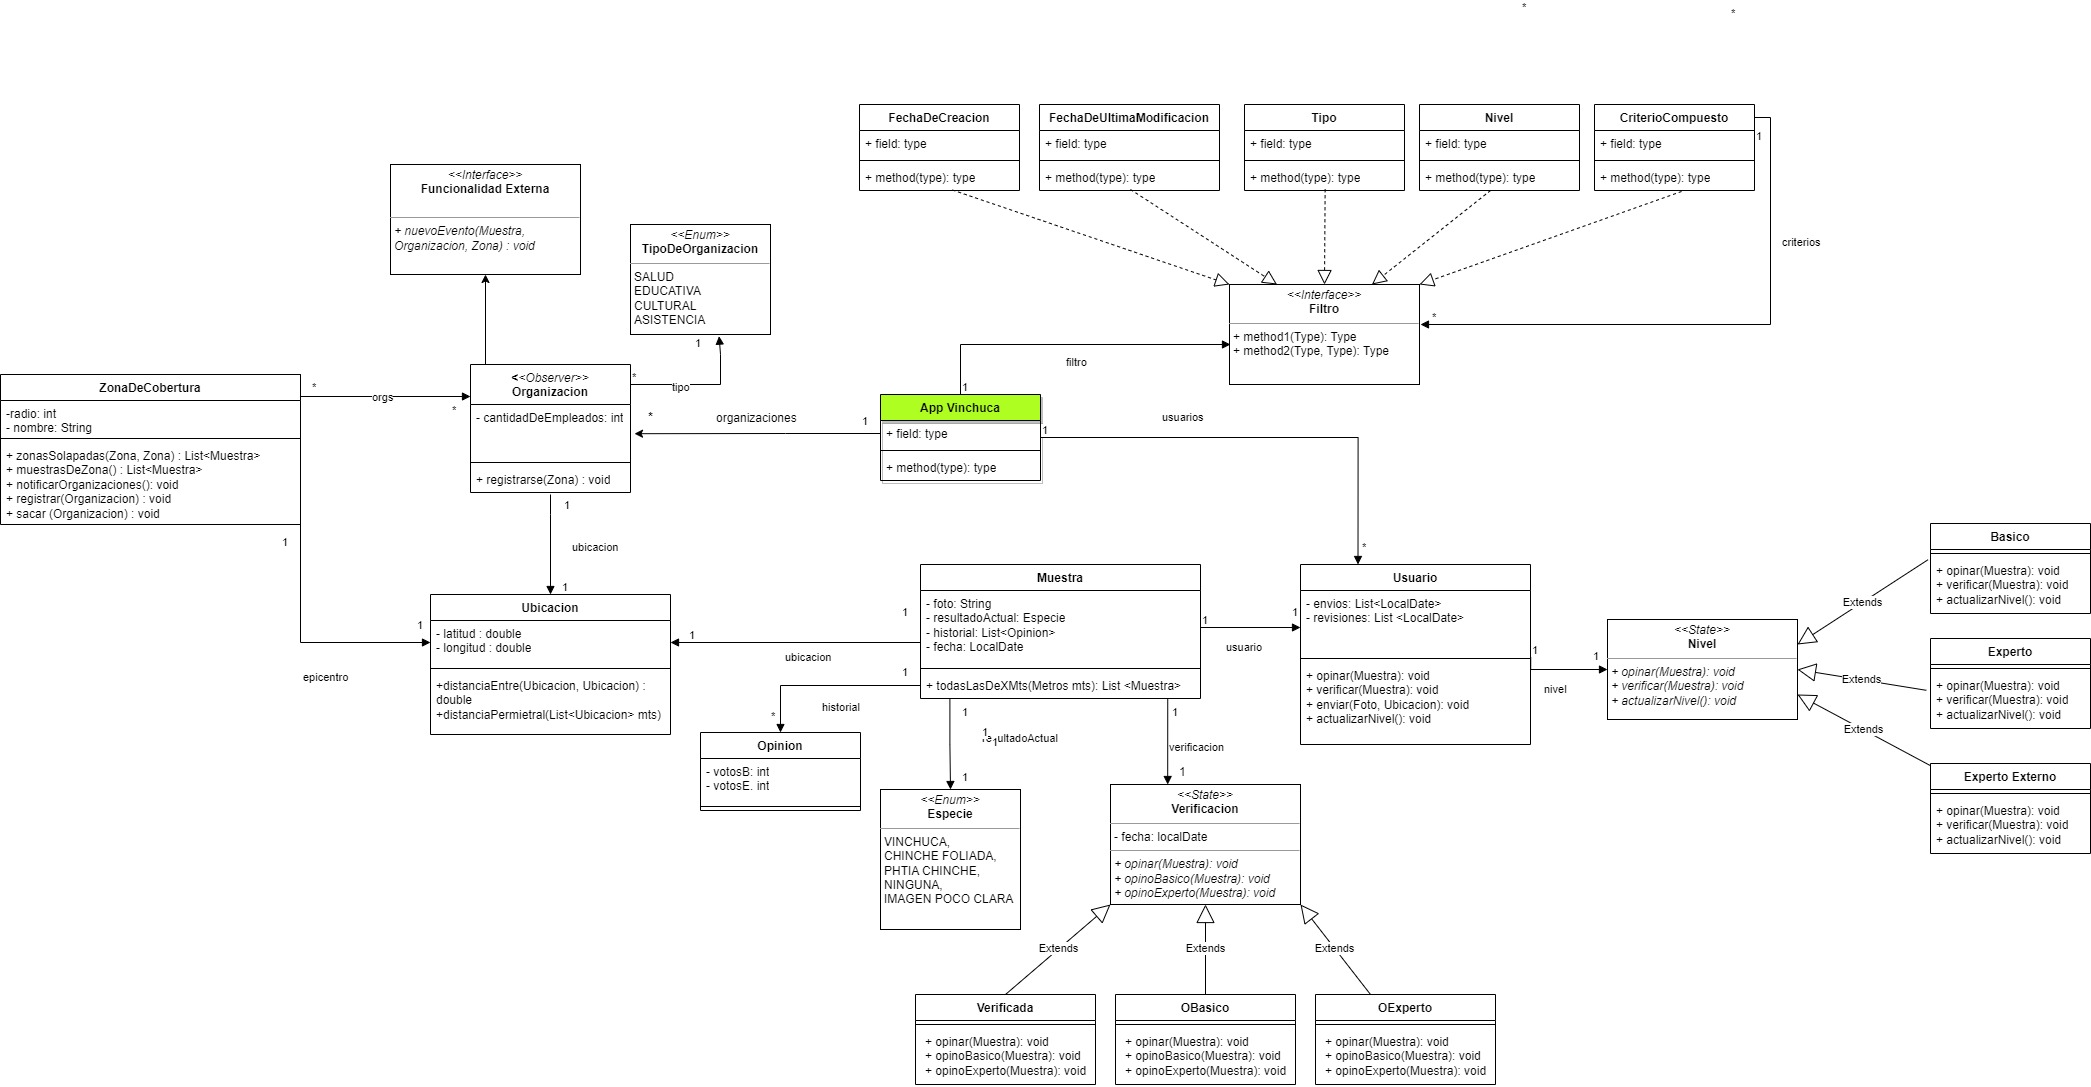 *
*
FechaDeCreacion
+ field: type
+ method(type): type
FechaDeUltimaModificacion
+ field: type
+ method(type): type
Tipo
+ field: type
+ method(type): type
Nivel
+ field: type
+ method(type): type
CriterioCompuesto
+ field: type
+ method(type): type
1
criterios
*
<<Interface>>
Funcionalidad Externa
+ nuevoEvento(Muestra,
Organizacion, Zona) : void
<<Enum>>
TipoDeOrganizacion
SALUD
EDUCATIVA
CULTURAL
ASISTENCIA
1
*
tipo
<<Interface>>
Filtro
+ method1(Type): Type
+ method2(Type, Type): Type
filtro
1
ZonaDeCobertura
-radio: int
- nombre: String
+ zonasSolapadas(Zona, Zona) : List<Muestra>
+ muestrasDeZona() : List<Muestra>
+ notificarOrganizaciones(): void
+ registrar(Organizacion) : void
+ sacar (Organizacion) : void
*
orgs
*
<<Observer>>
Organizacion
- cantidadDeEmpleados: int
+ registrarse(Zona) : void
*
organizaciones
1
App Vinchuca
+ field: type
+ method(type): type
1
usuarios
*
1
ubicacion
1
1
epicentro
1
Ubicacion
- latitud : double
- longitud : double
+distanciaEntre(Ubicacion, Ubicacion) :
double
+distanciaPermietral(List<Ubicacion> mts)
1
ubicacion
1
Muestra
- foto: String
- resultadoActual: Especie
- historial: List<Opinion>
- fecha: LocalDate
+ todasLasDeXMts(Metros mts): List <Muestra>
1
usuario
1
Usuario
- envios: List<LocalDate>
- revisiones: List <LocalDate>
+ opinar(Muestra): void
+ verificar(Muestra): void
+ enviar(Foto, Ubicacion): void
+ actualizarNivel(): void
1
nivel
1
<<State>>
Nivel
+ opinar(Muestra): void
+ verificar(Muestra): void
+ actualizarNivel(): void
Extends
Extends
Extends
Basico
+ opinar(Muestra): void
+ verificar(Muestra): void
+ actualizarNivel(): void
Experto
+ opinar(Muestra): void
+ verificar(Muestra): void
+ actualizarNivel(): void
Experto Externo
+ opinar(Muestra): void
+ verificar(Muestra): void
+ actualizarNivel(): void
1
historial
*
Opinion
- votosB: int
- votosE. int
1
1
1
ultadoActual
1
<<Enum>>
Especie
VINCHUCA,
CHINCHE FOLIADA,
PHTIA CHINCHE,
NINGUNA,
IMAGEN POCO CLARA
1
verificacion
1
<<State>>
Verificacion
- fecha: localDate
+ opinar(Muestra): void
+ opinoBasico(Muestra): void
+ opinoExperto(Muestra): void
Extends
Extends
Extends
Verificada
+ opinar(Muestra): void
+ opinoBasico(Muestra): void
+ opinoExperto(Muestra): void
OBasico
+ opinar(Muestra): void
+ opinoBasico(Muestra): void
+ opinoExperto(Muestra): void
OExperto
+ opinar(Muestra): void
+ opinoBasico(Muestra): void
+ opinoExperto(Muestra): void